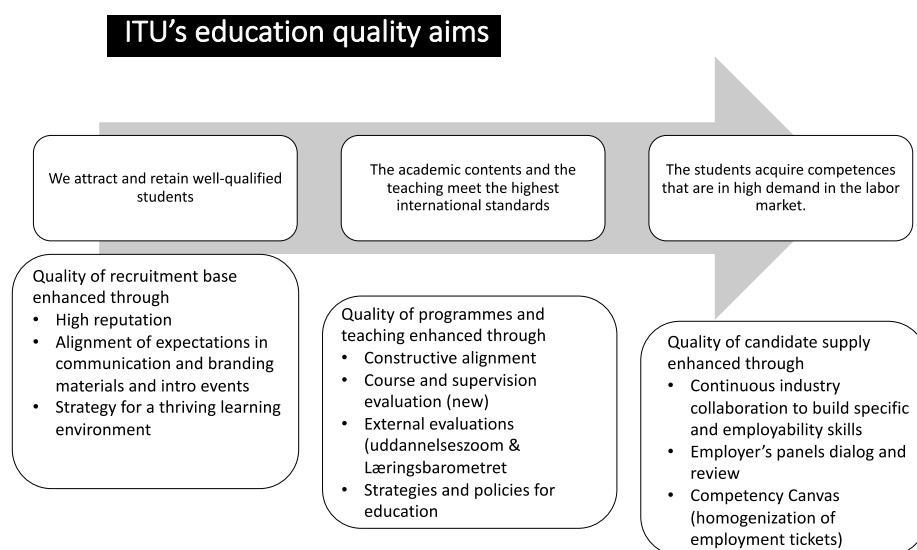 ITU's education quality aims
We attract and retain well-qualified
students
The academic contents and the
teaching meet the highest
international standards
The students acquire competences
that are in high demand in the labor
market.
Quality of recruitment base
enhanced through
• High reputation
• Alignment of expectations in
communication and branding
materials and intro events
• Strategy for a thriving learning
environment
Quality of programmes and
teaching enhanced through
• Constructive alignment
• Course and supervision
evaluation (new)
• External evaluations
(uddannelseszoom &
Læringsbarometret
• Strategies and policies for
education
Quality of candidate supply
enhanced through
• Continuous industry
collaboration to build specific
and employability skills
• Employer's panels dialog and
review
• Competency Canvas
(homogenization of
employment tickets)